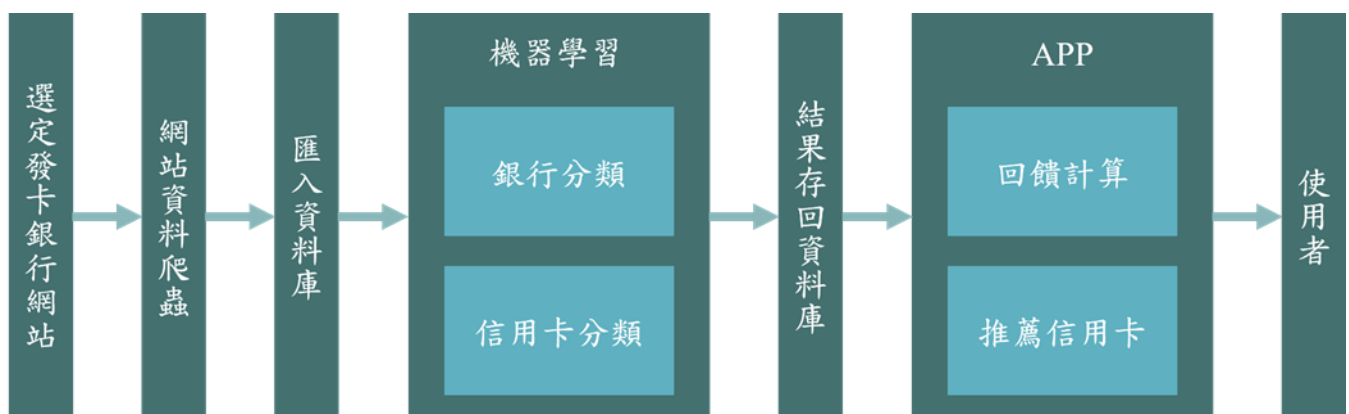 選定發卡銀行網站
網站資料爬蟲
匯入資料庫
機器學習
銀行分類
信用卡分類
結果存回資料庫
APP
回饋計算
推薦信用卡
使用者